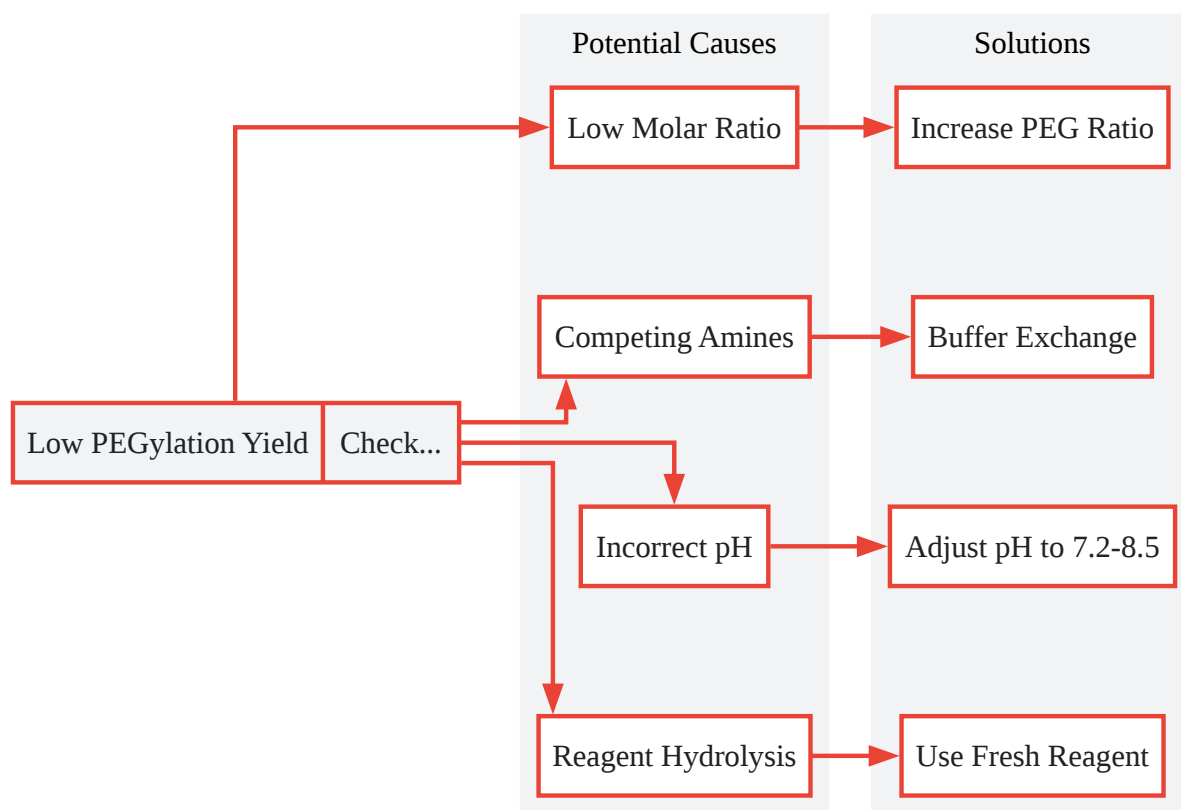 Potential Causes
Solutions
Low Molar Ratio
Increase PEG Ratio
Competing Amines
Buffer Exchange
Low PEGylation Yield
Check...
Incorrect pH
Adjust pH to 7.2-8.5
Reagent Hydrolysis
Use Fresh Reagent